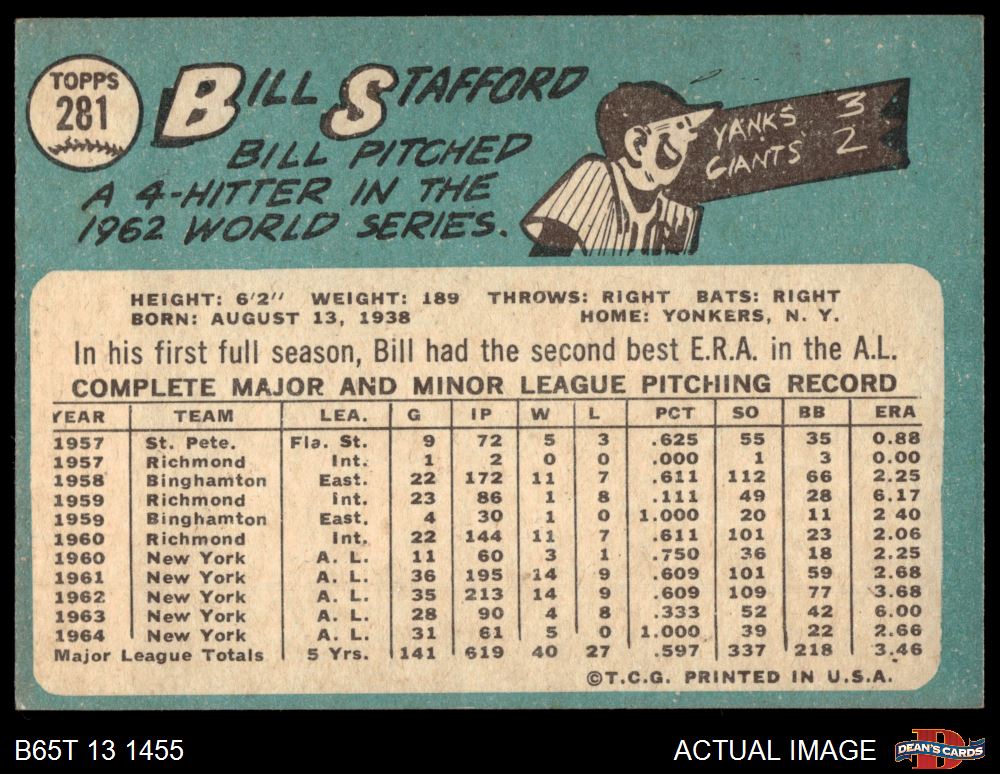 TOPPS
281
BILL STAFFORD
BILL PITCHED
A 4-HITTER IN THE
1962 WORLD SERIES.
YANKS 3
GIANTS 2
HEIGHT: 6'2" WEIGHT: 189 THROWS: RIGHT BATS: RIGHT
BORN: AUGUST 13, 1938 HOME: YONKERS, N. Y.
In his first full season, Bill had the second best E.R.A. in the A.L.
COMPLETE MAJOR AND MINOR LEAGUE PITCHING RECORD
YEAR TEAM LEA. G IP W L PCT SO BB ERA
1957 St. Pete. Fla. St. 9 72 5 3 .625 55 35 0.88
1957 Richmond Int. 1 2 0 0 .000 1 3 0.00
1958 Binghamton East. 22 172 11 7 .611 112 66 2.25
1959 Richmond Int. 23 86 1 8 .111 49 28 6.17
1959 Binghamton East. 4 30 1 0 1.000 20 11 2 40
1960 Richmond Int. 22 144 11 7 .611 101 23 2.06
1960 New York A. L. 11 60 3 1 .750 36 18 2.25
1961 New York A. L. 36 195 14 9 .609 101 59 2.68
1962 New York A. L. 35 213 14 9 .609 109 77 3.68
1963 New York A. L. 28 90 4 8 .333 52 42 6.00
1964 New York A. L. 31 61 5 0 1.000 39 22 2.66
Major League Totals 5 Yrs. 141 619 40 27 .597 337 218 3.46
©T.C.G. PRINTED IN U.S.A.
B65T 13 1455 ACTUAL IMAGE
D
DEAN'S CARDS